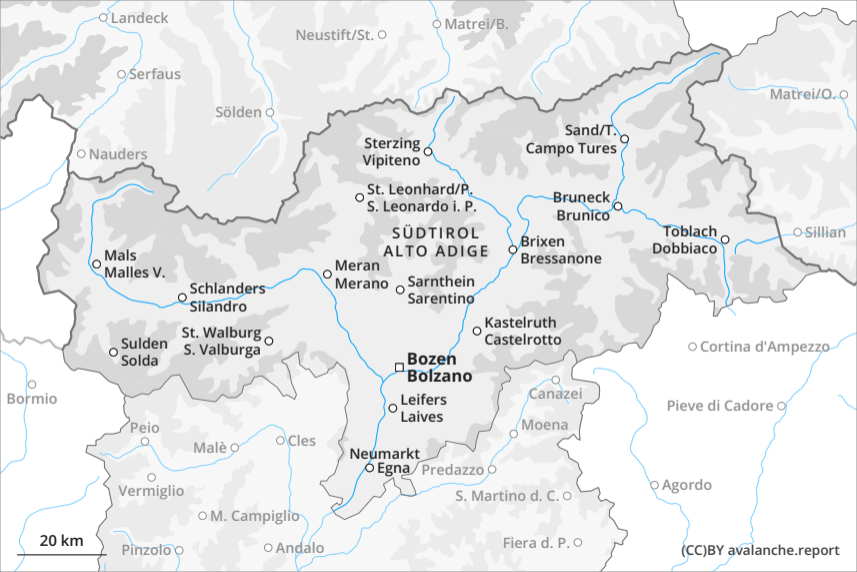 Landeck
Matrei/B.
Neustift/St.
Serfaus
Matrei/O.
Sölden
Sand/T.
Campo Tures
Sterzing
Vipiteno
Nauders
St. Leonhard/P.
S. Leonardo i. P.
Bruneck
Brunico
SÜDTIROL
ALTO ADIGE
Toblach
Dobbiaco
Sillian
Brixen
Bressanone
Mals
Malles V.
Meran
Merano
Sarnthein
Sarentino
Schlanders
Silandro
Kastelruth
Castelrotto
St. Walburg
S. Valburga
Sulden
Solda
Cortina d'Ampezzo
Bozen
Bolzano
Bormio
Canazei
Leifers
Laives
Pieve di Cadore
Peio
Moena
Cles
Malè
Neumarkt
Egna
Predazzo
Vermiglio
Agordo
S. Martino d. C.
M. Campiglio
20 km
Pinzolo
Andalo
Fiera d. P.
(CC)BY avalanche.report